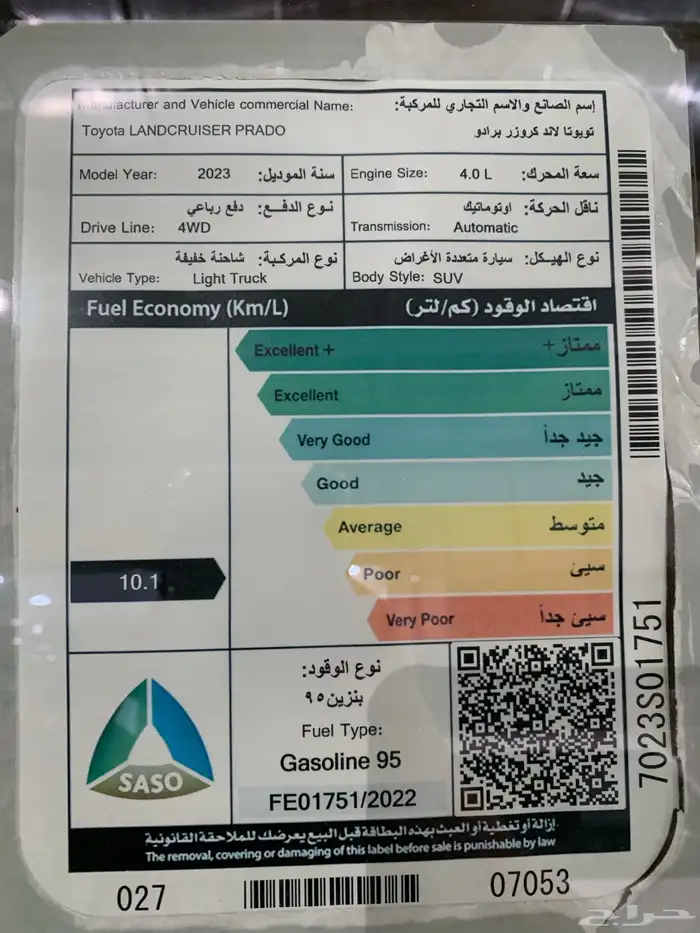 Manufacturer and Vehicle commercial Name: إسم الصانع والاسم التجاري للمركبة:
Toyota LANDCRUISER PRADO تويوتا لاند كروزر برادو
Model Year: 2023 سنة الموديل:
Engine Size: 4.0 L سعة المحرك:
نوع الدفـع: دفع رباعي
Drive Line: 4WD
ناقل الحركة: اوتوماتيك
Transmission: Automatic
نوع المركبة: شاحنة خفيفة
Vehicle Type: Light Truck
نوع الهيكل: سيارة متعددة الأغراض
Body Style: SUV
Fuel Economy (Km/L) اقتصاد الوقود (كم/لتر)
Excellent + ممتاز+
Excellent ممتاز
Very Good جيد جداً
Good جيد
Average متوسط
10.1
Poor سيئ
Very Poor سيئ جداً
SASO
نوع الوقود:
بنزين ٩٥
Fuel Type:
Gasoline 95
FE01751/2022
7023S01751
إزالة أو تغطية أو العبث بهذه البطاقة قبل البيع يعرضك للملاحقة القانونية
The removal, covering or damaging of this label before sale is punishable by law
027
07053
حراج